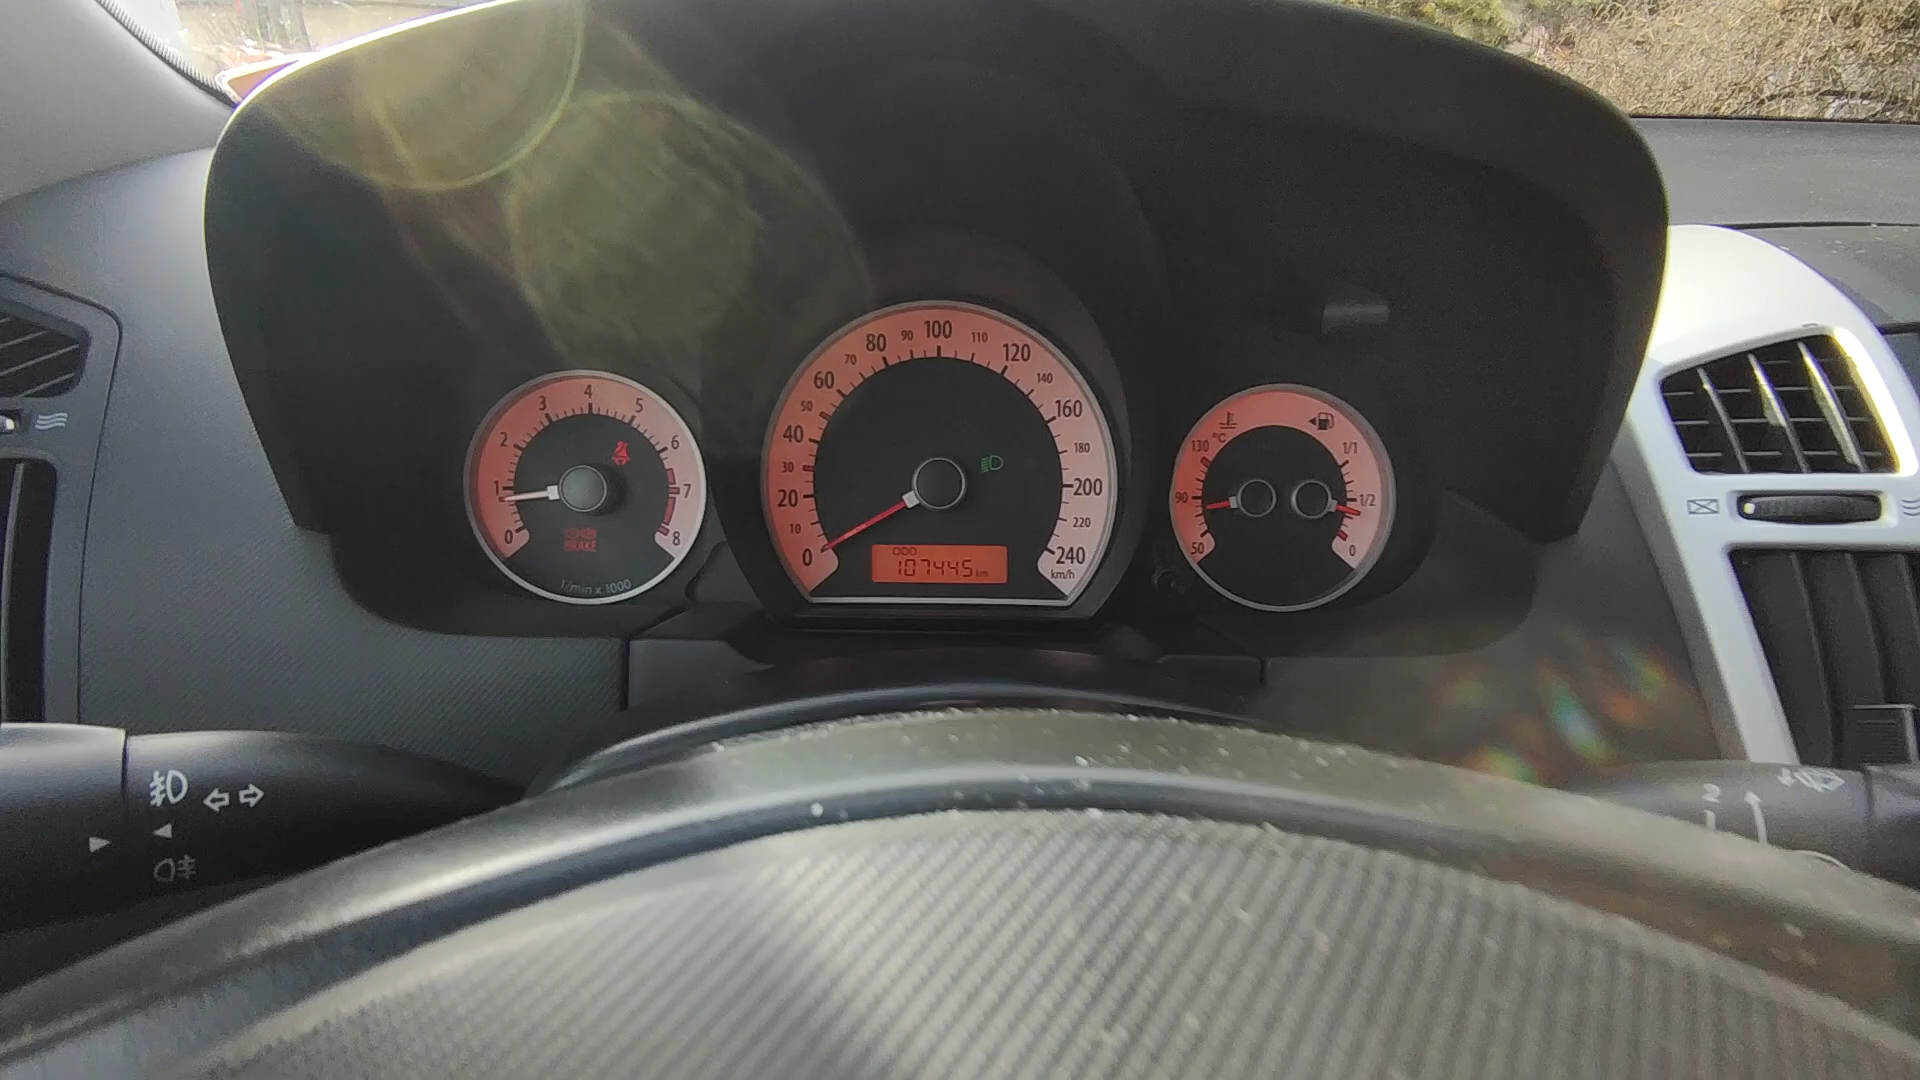 0 1 2 3 4 5 6 7 8
BRAKE
1/min x 1000
0 10 20 30 40 50 60 70 80 90 100 110 120 140 160 180 200 220 240
km/h
ODO
107445 km
50 90 130 °C
1/1 1/2 0
2
1